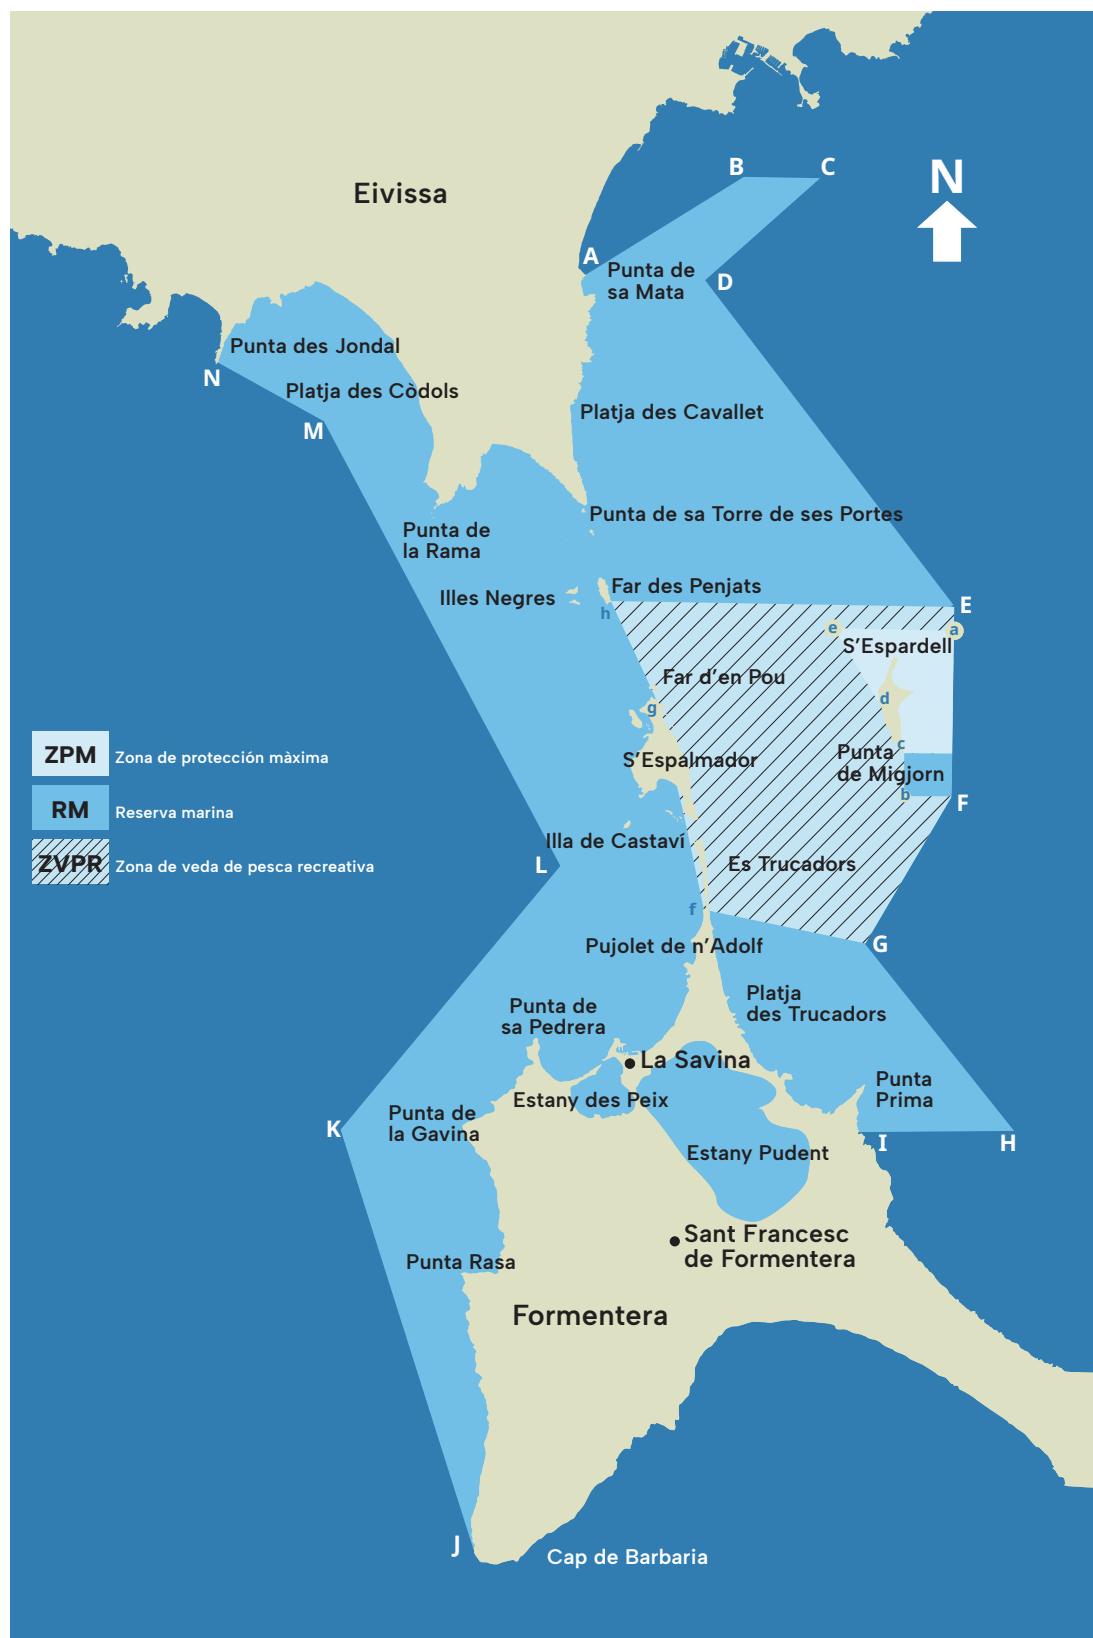 B
C
N
Eivissa
A
Punta de
sa Mata
D
Punta des Jondal
N
Platja des Còdols
M
Platja des Cavallet
Punta de sa Torre de ses Portes
Punta de
la Rama
Far des Penjats
Illes Negres
E
h
e
a
S'Espardell
Far d'en Pou
d
g
c
Punta
de Migjorn
b
F
ZPM Zona de protección màxima
S'Espalmador
RM Reserva marina
ZVPR Zona de veda de pesca recreativa
Illa de Castaví
L
Es Trucadors
f
G
Pujolet de n'Adolf
Platja
des Trucadors
Punta de
sa Pedrera
La Savina
Punta
Prima
Estany des Peix
Punta de
la Gavina
K
I
H
Estany Pudent
Sant Francesc
de Formentera
Punta Rasa
Formentera
J
Cap de Barbaria